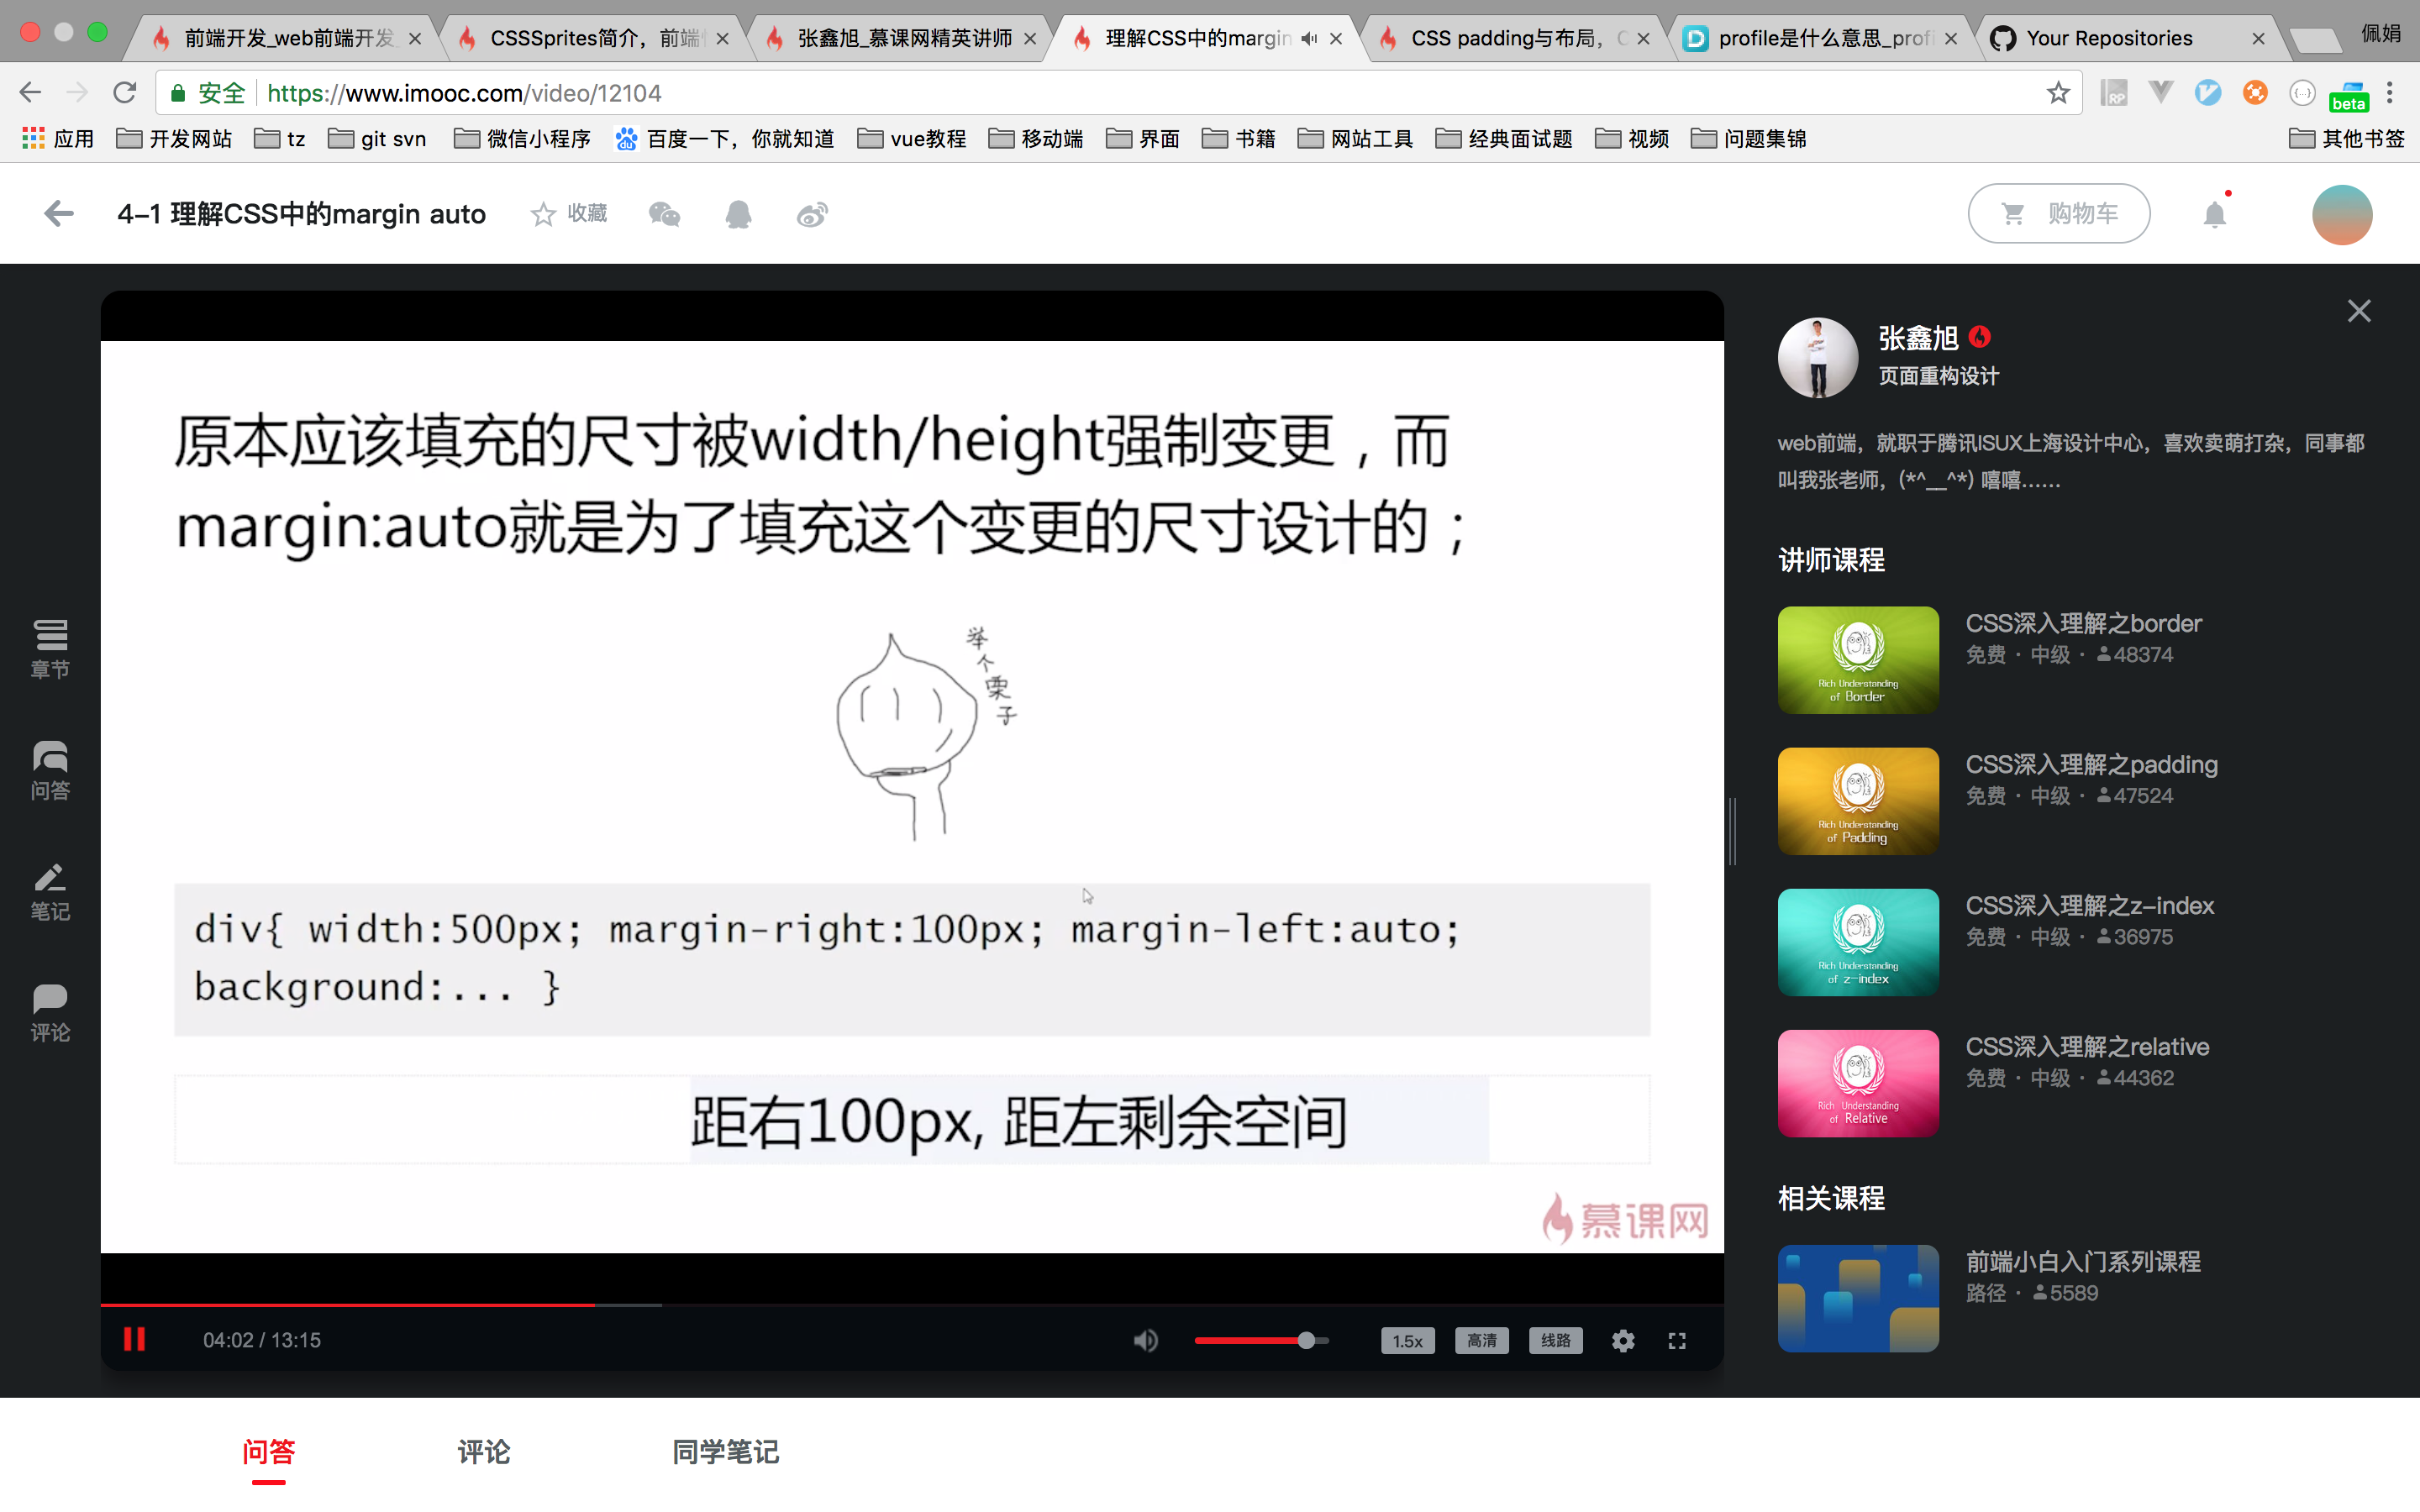 前端开发_web前端开发
CSSSprites简介，前端
张鑫旭_慕课网精英讲师
理解CSS中的margin
CSS padding与布局，
profile是什么意思_prof
Your Repositories
佩娟
安全
https://www.imooc.com/video/12104
beta
应用
开发网站
tz
git svn
微信小程序
百度一下，你就知道
vue教程
移动端
界面
书籍
网站工具
经典面试题
视频
问题集锦
其他书签
4-1 理解CSS中的margin auto
收藏
购物车
章节
问答
笔记
评论
原本应该填充的尺寸被width/height强制变更，而
margin:auto就是为了填充这个变更的尺寸设计的；
举个栗子
div{ width:500px; margin-right:100px; margin-left:auto;
background:... }
距右100px, 距左剩余空间
慕课网
04:02 / 13:15
1.5x
高清
线路
张鑫旭
页面重构设计
web前端，就职于腾讯ISUX上海设计中心，喜欢卖萌打杂，同事都
叫我张老师，(*^__^*) 嘻嘻……
讲师课程
Rich Understanding
of Border
CSS深入理解之border
免费 · 中级 · 48374
Rich Understanding
of Padding
CSS深入理解之padding
免费 · 中级 · 47524
Rich Understanding
of z-index
CSS深入理解之z-index
免费 · 中级 · 36975
Rich Understanding
of Relative
CSS深入理解之relative
免费 · 中级 · 44362
相关课程
前端小白入门系列课程
路径 · 5589
问答
评论
同学笔记